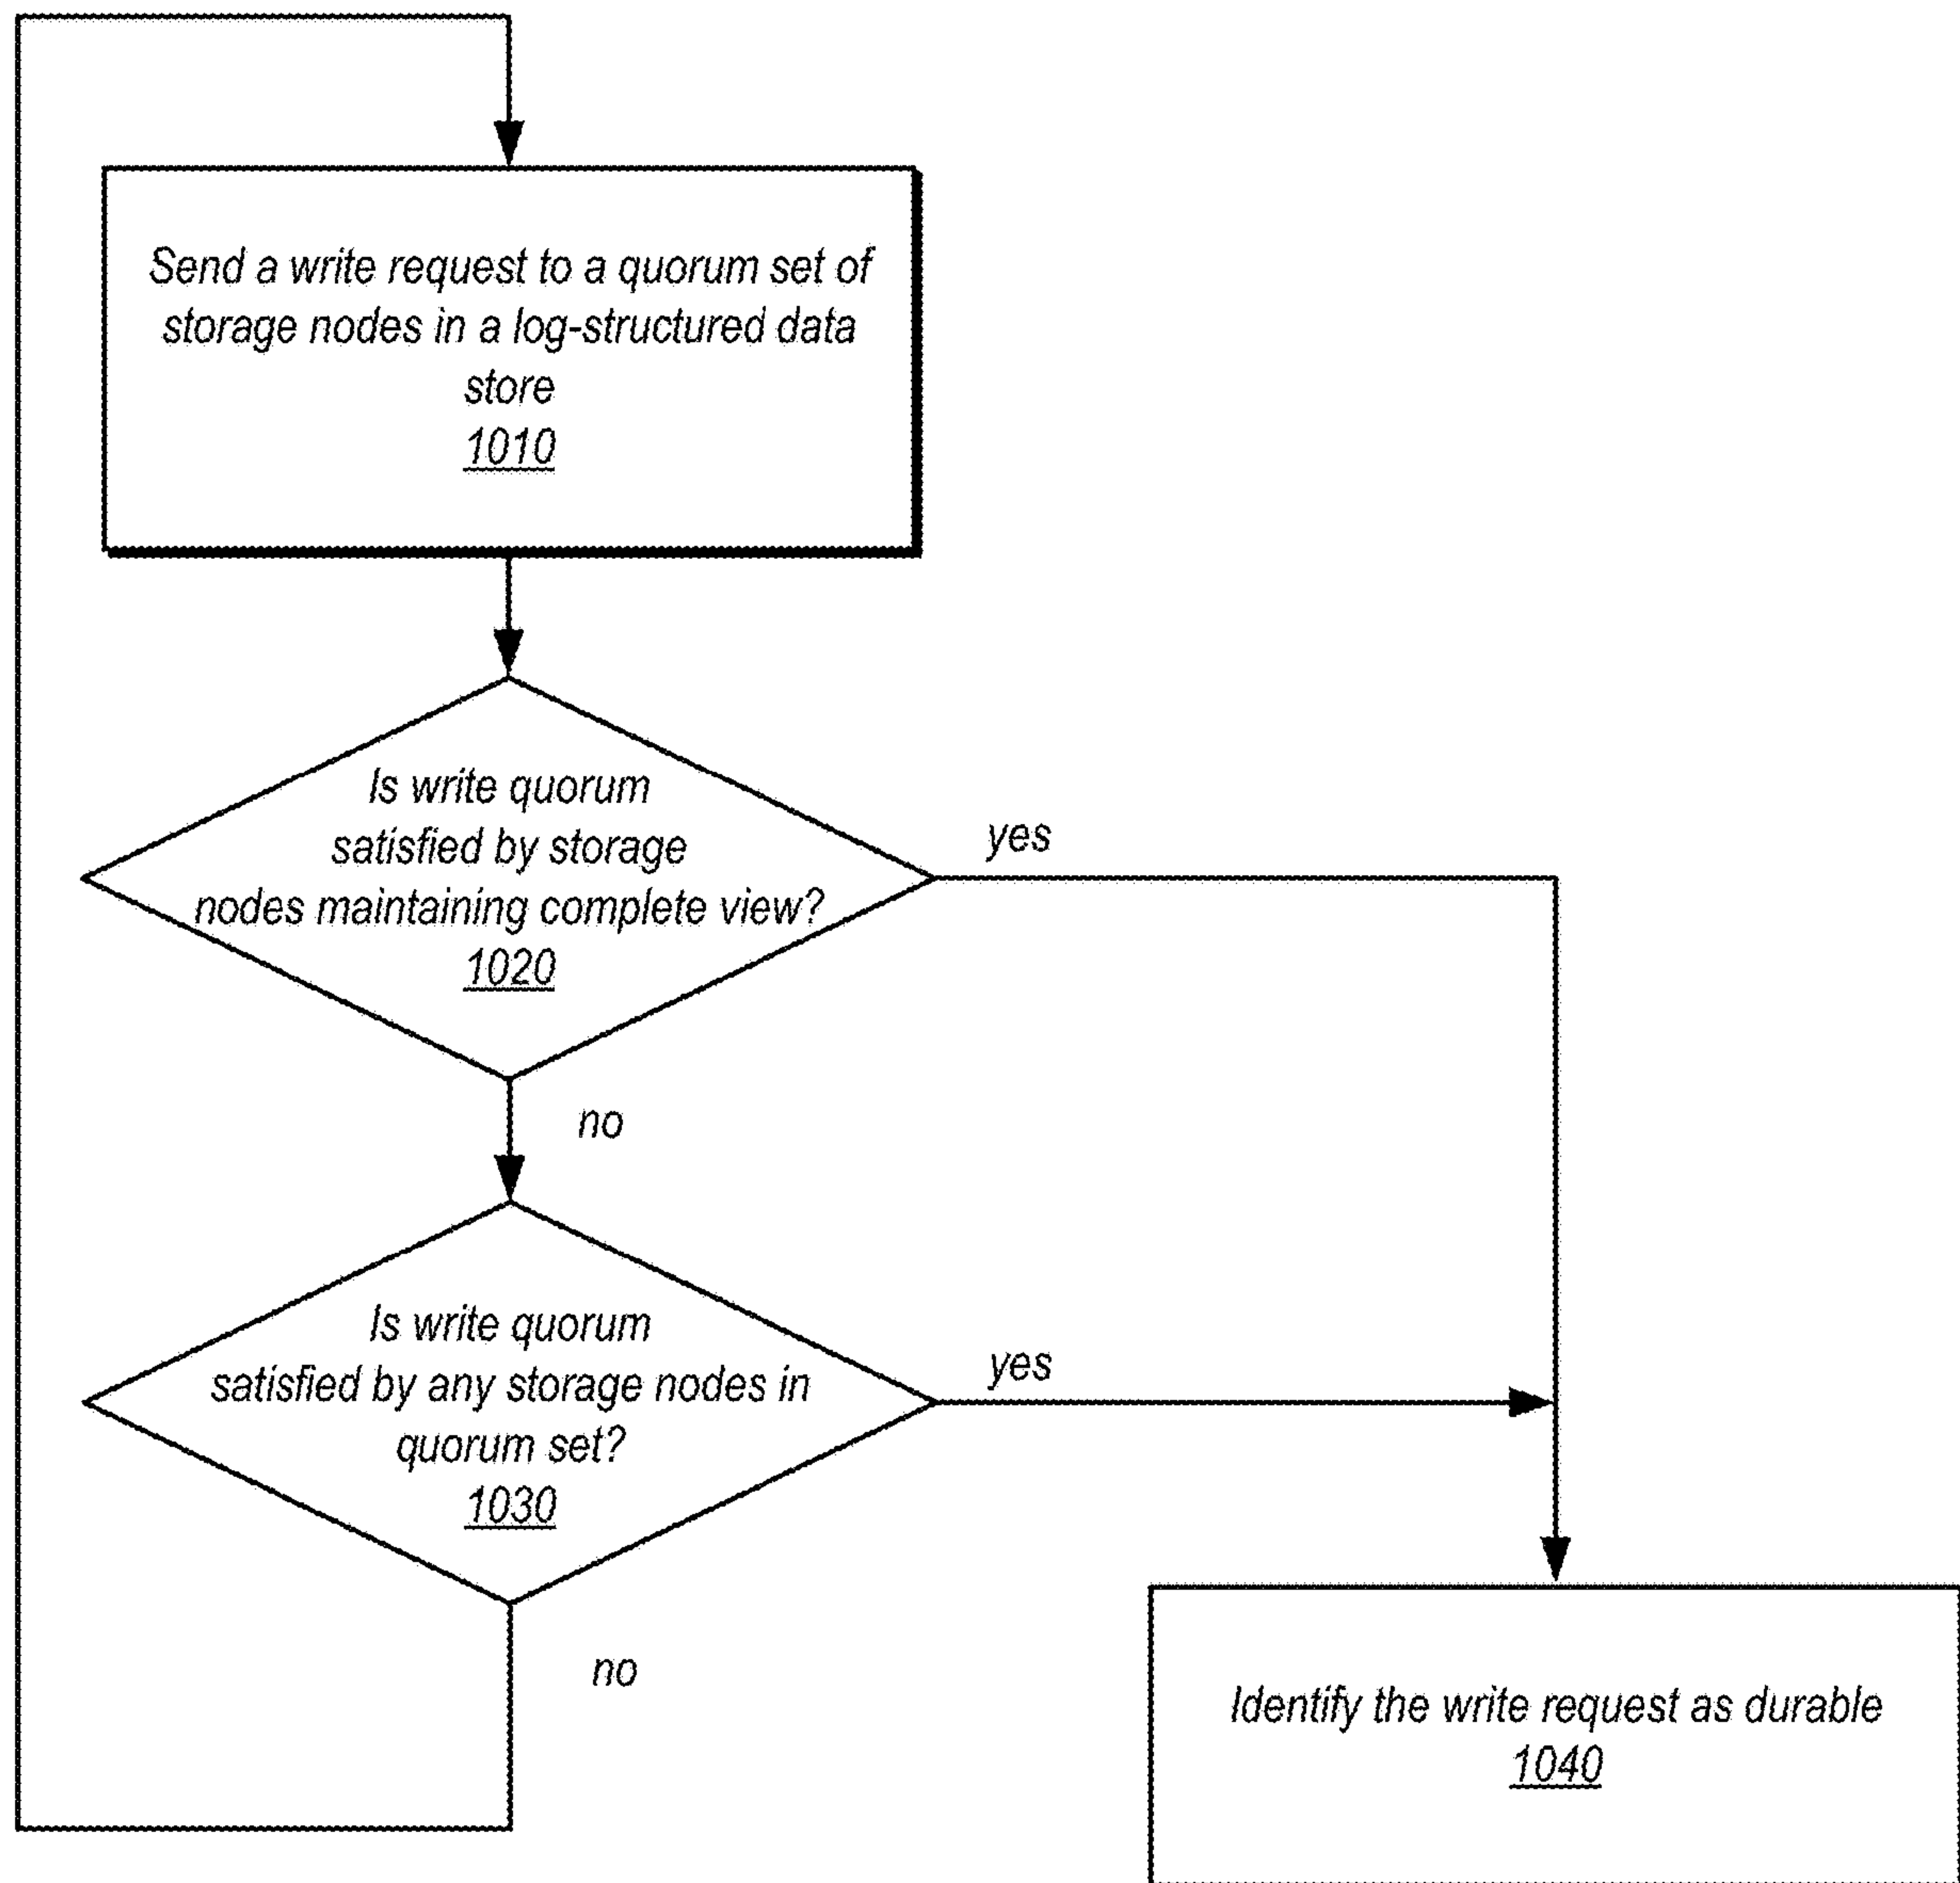 Send a write request to a quorum set of
storage nodes in a log-structured data
store
1010
Is write quorum
satisfied by storage
nodes maintaining complete view?
1020
yes
no
Is write quorum
satisfied by any storage nodes in
quorum set?
1030
yes
no
Identify the write request as durable
1040